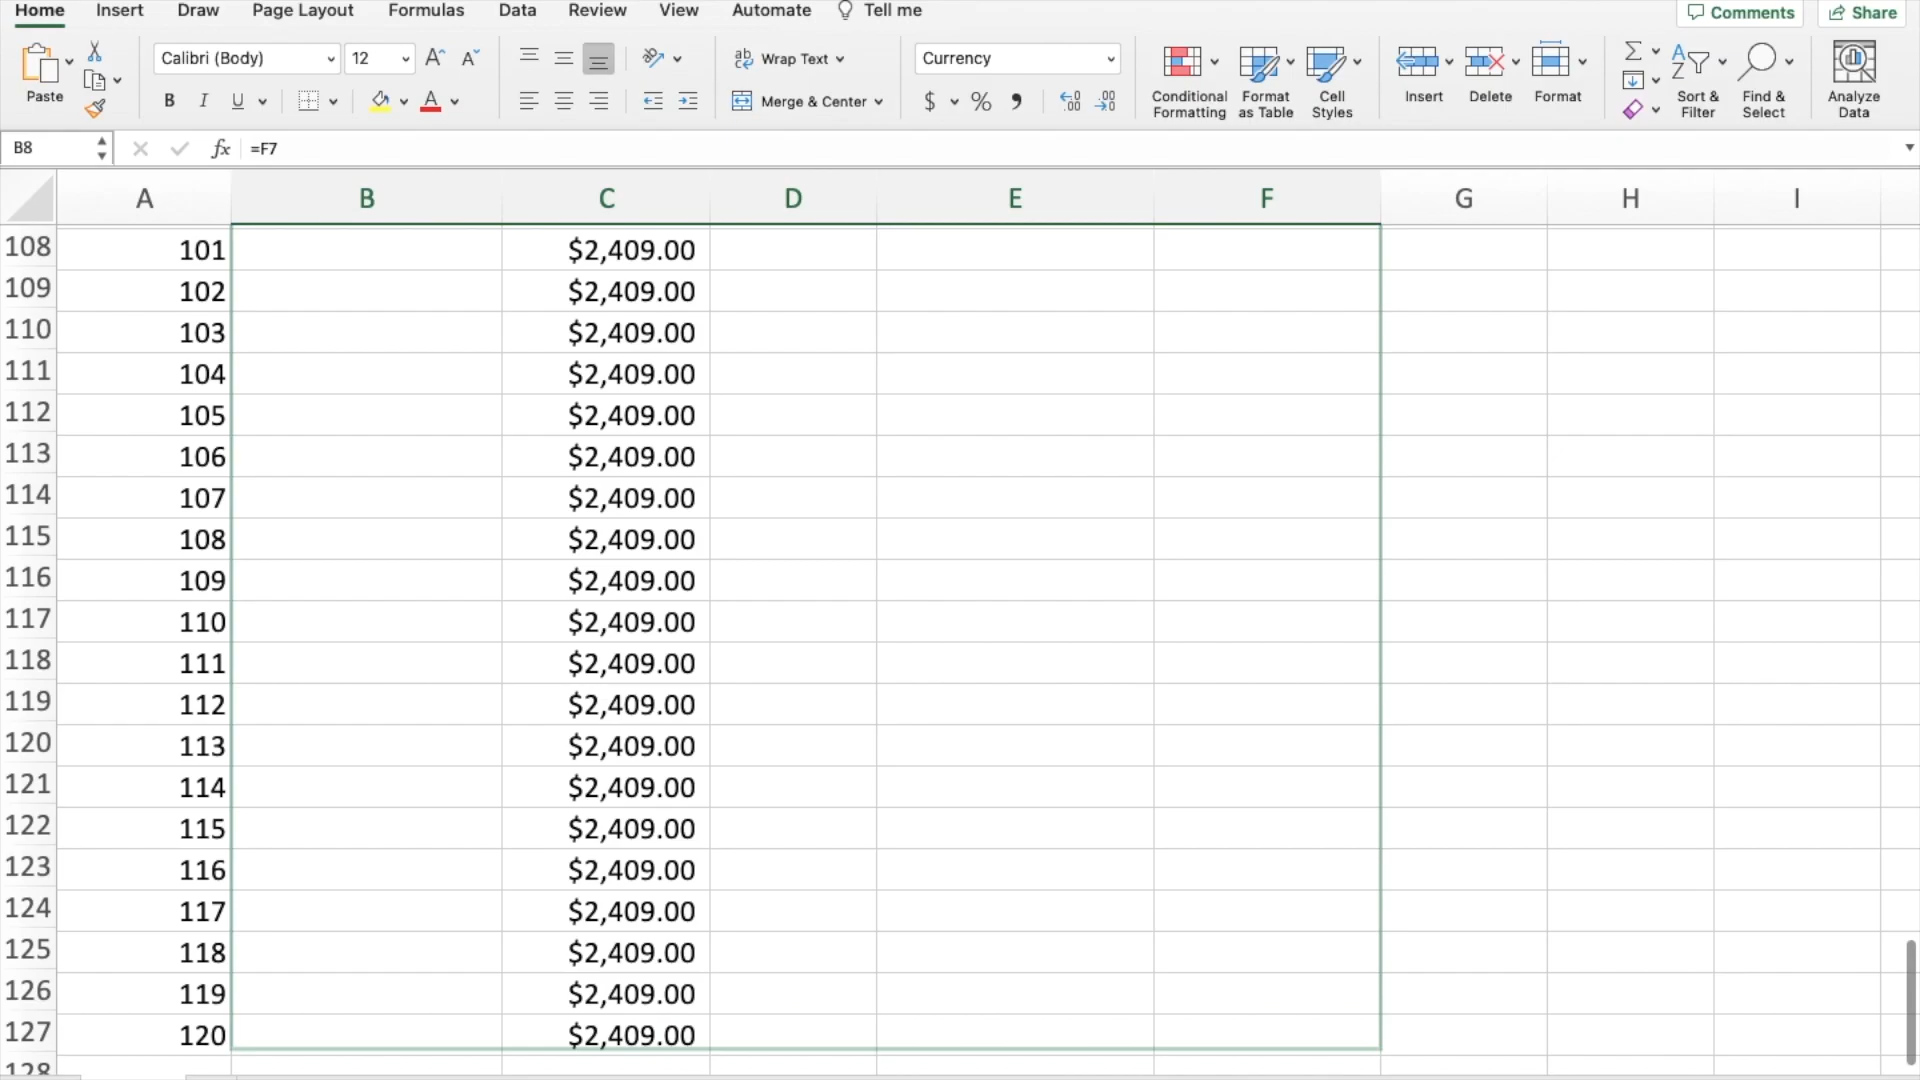 Home Insert Draw Page Layout Formulas Data Review View Automate Tell me Comments Share
Paste Calibri (Body) 12 A A ab Wrap Text Currency
B I U A Merge & Center $ % ,
Conditional Formatting Format as Table Cell Styles Insert Delete Format Sort & Filter Find & Select Analyze Data
B8 fx =F7
A B C D E F G H I
108 101 $2,409.00
109 102 $2,409.00
110 103 $2,409.00
111 104 $2,409.00
112 105 $2,409.00
113 106 $2,409.00
114 107 $2,409.00
115 108 $2,409.00
116 109 $2,409.00
117 110 $2,409.00
118 111 $2,409.00
119 112 $2,409.00
120 113 $2,409.00
121 114 $2,409.00
122 115 $2,409.00
123 116 $2,409.00
124 117 $2,409.00
125 118 $2,409.00
126 119 $2,409.00
127 120 $2,409.00
128